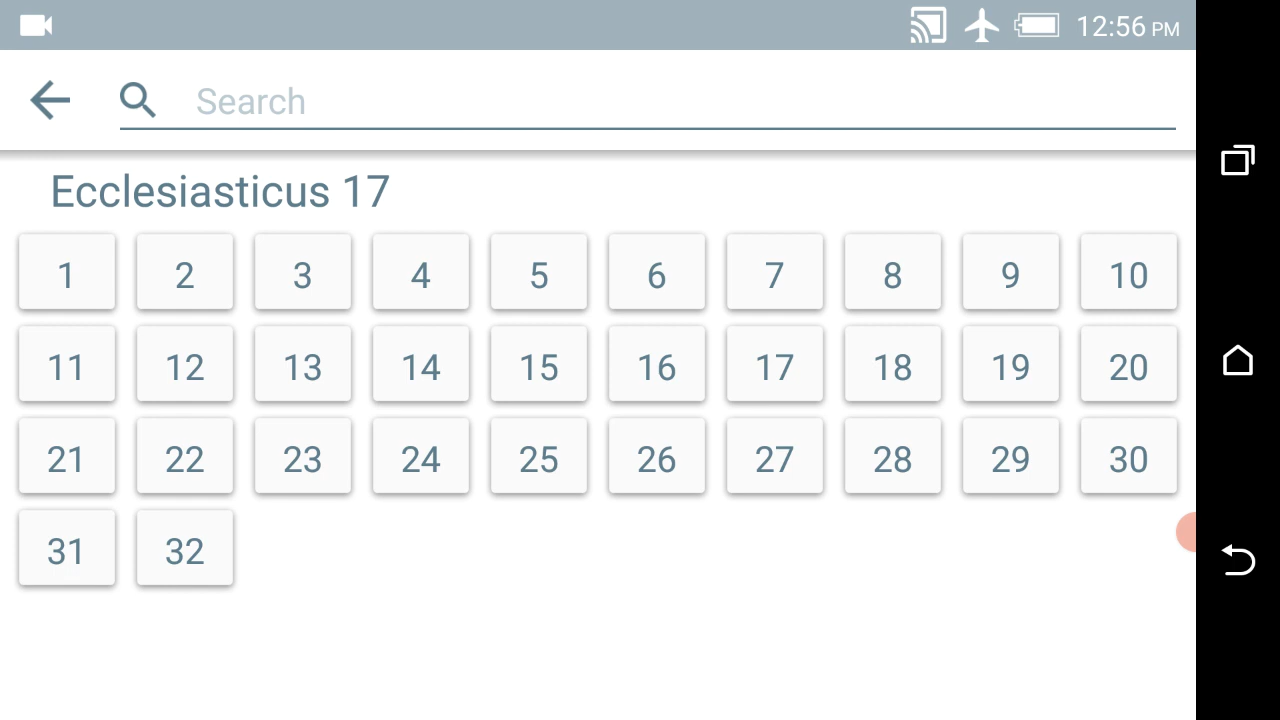 12:56 PM
Search
Ecclesiasticus 17
1 2 3 4 5 6 7 8 9 10
11 12 13 14 15 16 17 18 19 20
21 22 23 24 25 26 27 28 29 30
31 32